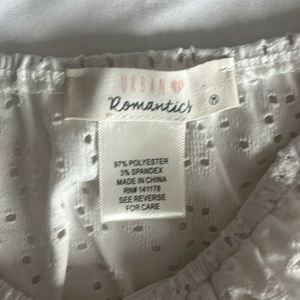 URBAN
Romantics ®
97% POLYESTER
3% SPANDEX
MADE IN CHINA
RN# 141178
SEE REVERSE
FOR CARE